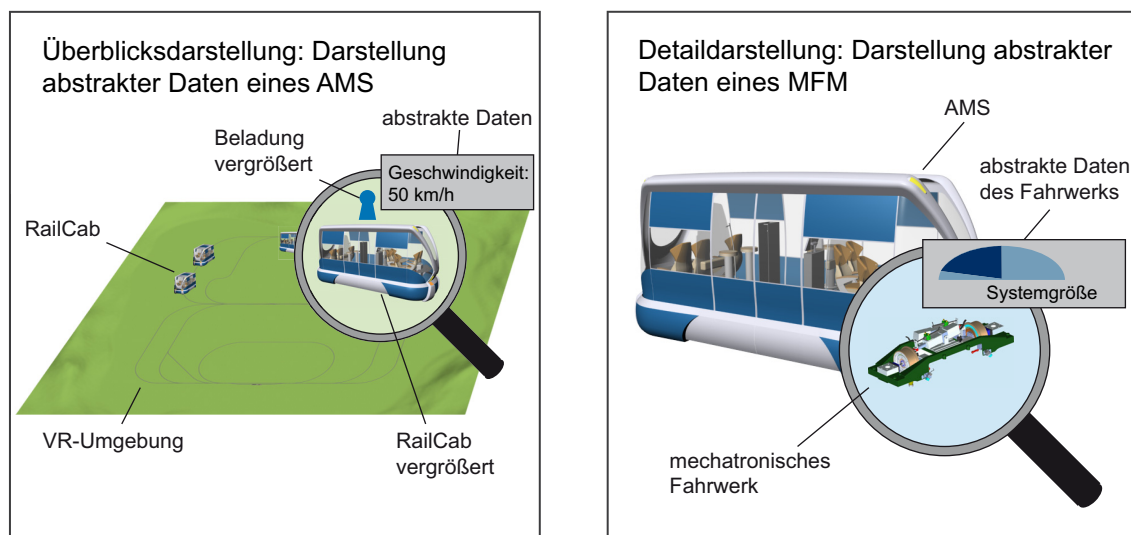 Überblicksdarstellung: Darstellung
abstrakter Daten eines AMS
abstrakte Daten
Beladung
vergrößert
Geschwindigkeit:
50 km/h
RailCab
VR-Umgebung
RailCab
vergrößert
Detaildarstellung: Darstellung abstrakter
Daten eines MFM
AMS
abstrakte Daten
des Fahrwerks
Systemgröße
mechatronisches
Fahrwerk